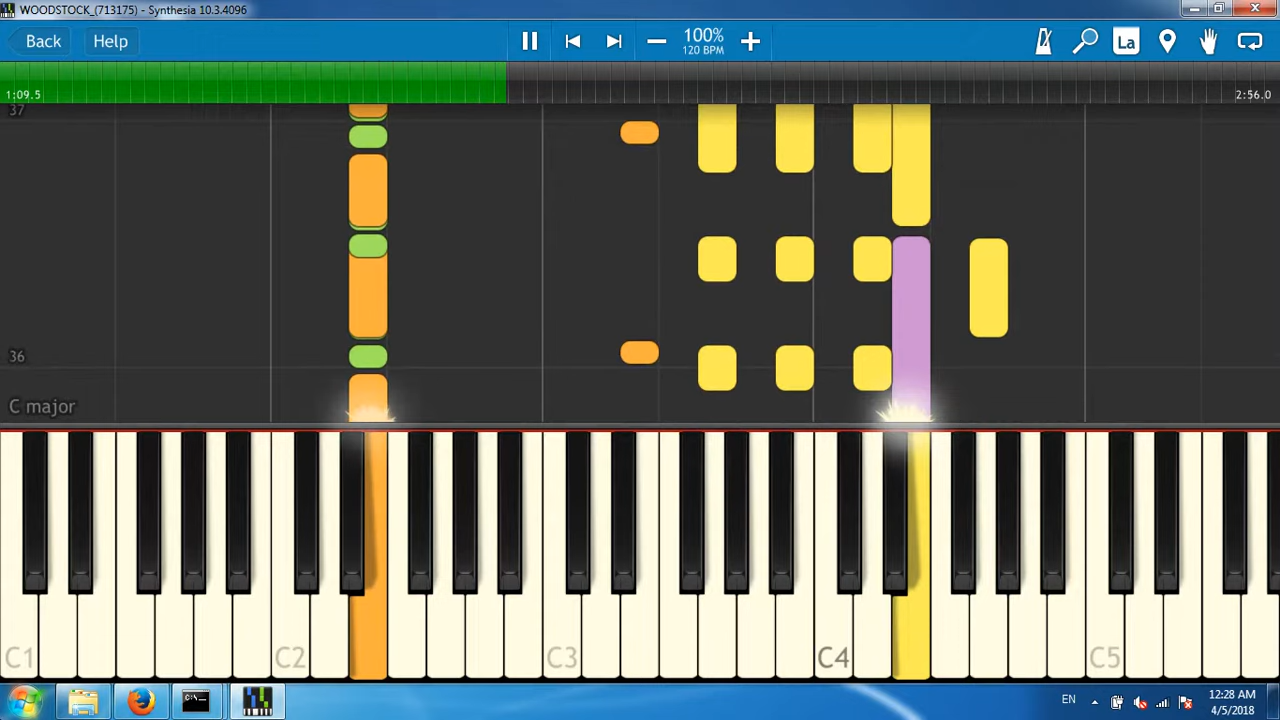 WOODSTOCK_(713175) - Synthesia 10.3.4096
Back Help 100% La
120 BPM
1:09.5 2:56.0
37
36
C major
C1 C2 C3 C4 C5
EN 12:28 AM
4/5/2018